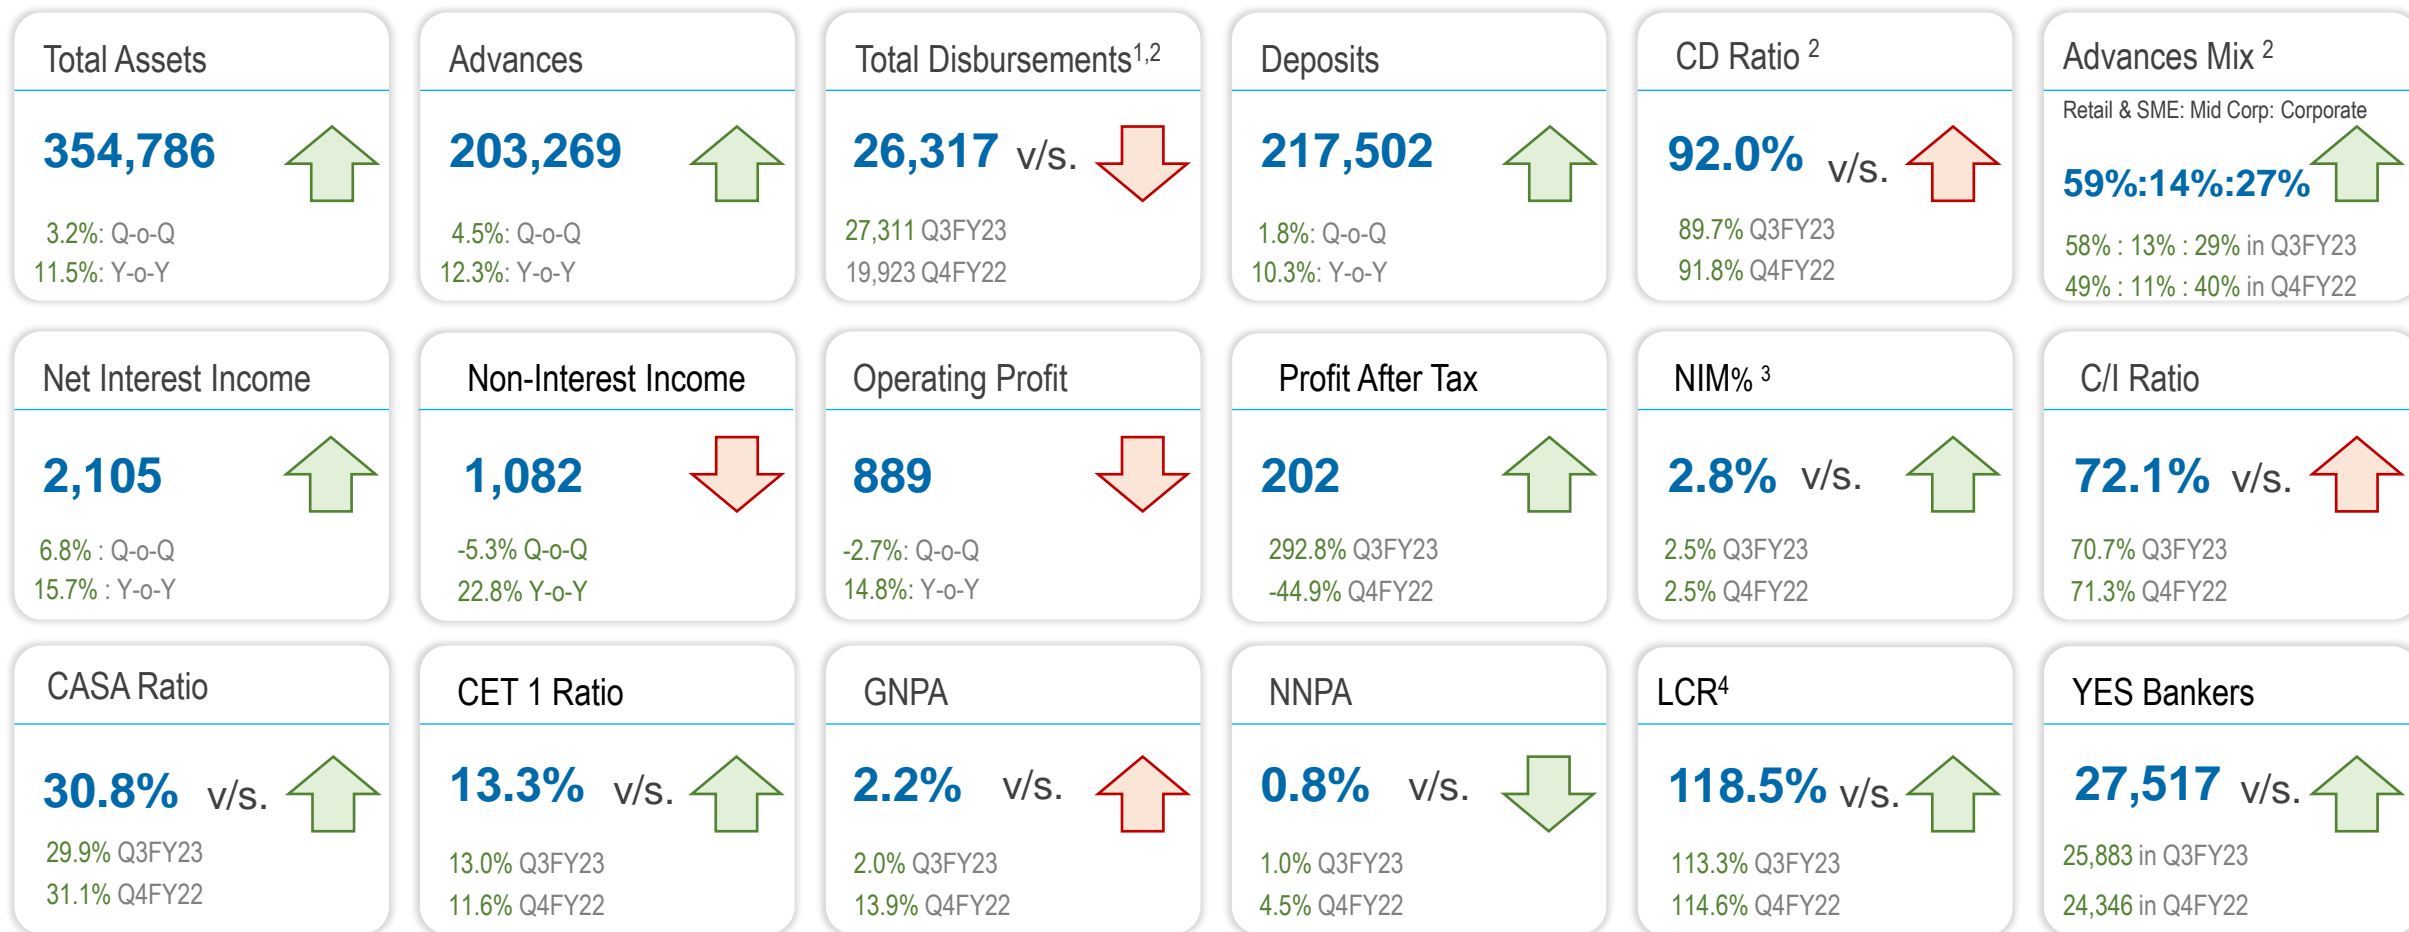 Total Assets
354,786
3.2%: Q-o-Q
11.5%: Y-o-Y
Advances
203,269
4.5%: Q-o-Q
12.3%: Y-o-Y
Total Disbursements1,2
26,317 v/s.
27,311 Q3FY23
19,923 Q4FY22
Deposits
217,502
1.8%: Q-o-Q
10.3%: Y-o-Y
CD Ratio 2
92.0% v/s.
89.7% Q3FY23
91.8% Q4FY22
Advances Mix 2
Retail & SME: Mid Corp: Corporate
59%:14%:27%
58% : 13% : 29% in Q3FY23
49% : 11% : 40% in Q4FY22
Net Interest Income
2,105
6.8% : Q-o-Q
15.7% : Y-o-Y
Non-Interest Income
1,082
-5.3% Q-o-Q
22.8% Y-o-Y
Operating Profit
889
-2.7%: Q-o-Q
14.8%: Y-o-Y
Profit After Tax
202
292.8% Q3FY23
-44.9% Q4FY22
NIM% 3
2.8% v/s.
2.5% Q3FY23
2.5% Q4FY22
C/I Ratio
72.1% v/s.
70.7% Q3FY23
71.3% Q4FY22
CASA Ratio
30.8% v/s.
29.9% Q3FY23
31.1% Q4FY22
CET 1 Ratio
13.3% v/s.
13.0% Q3FY23
11.6% Q4FY22
GNPA
2.2% v/s.
2.0% Q3FY23
13.9% Q4FY22
NNPA
0.8% v/s.
1.0% Q3FY23
4.5% Q4FY22
LCR4
118.5% v/s.
113.3% Q3FY23
114.6% Q4FY22
YES Bankers
27,517 v/s.
25,883 in Q3FY23
24,346 in Q4FY22